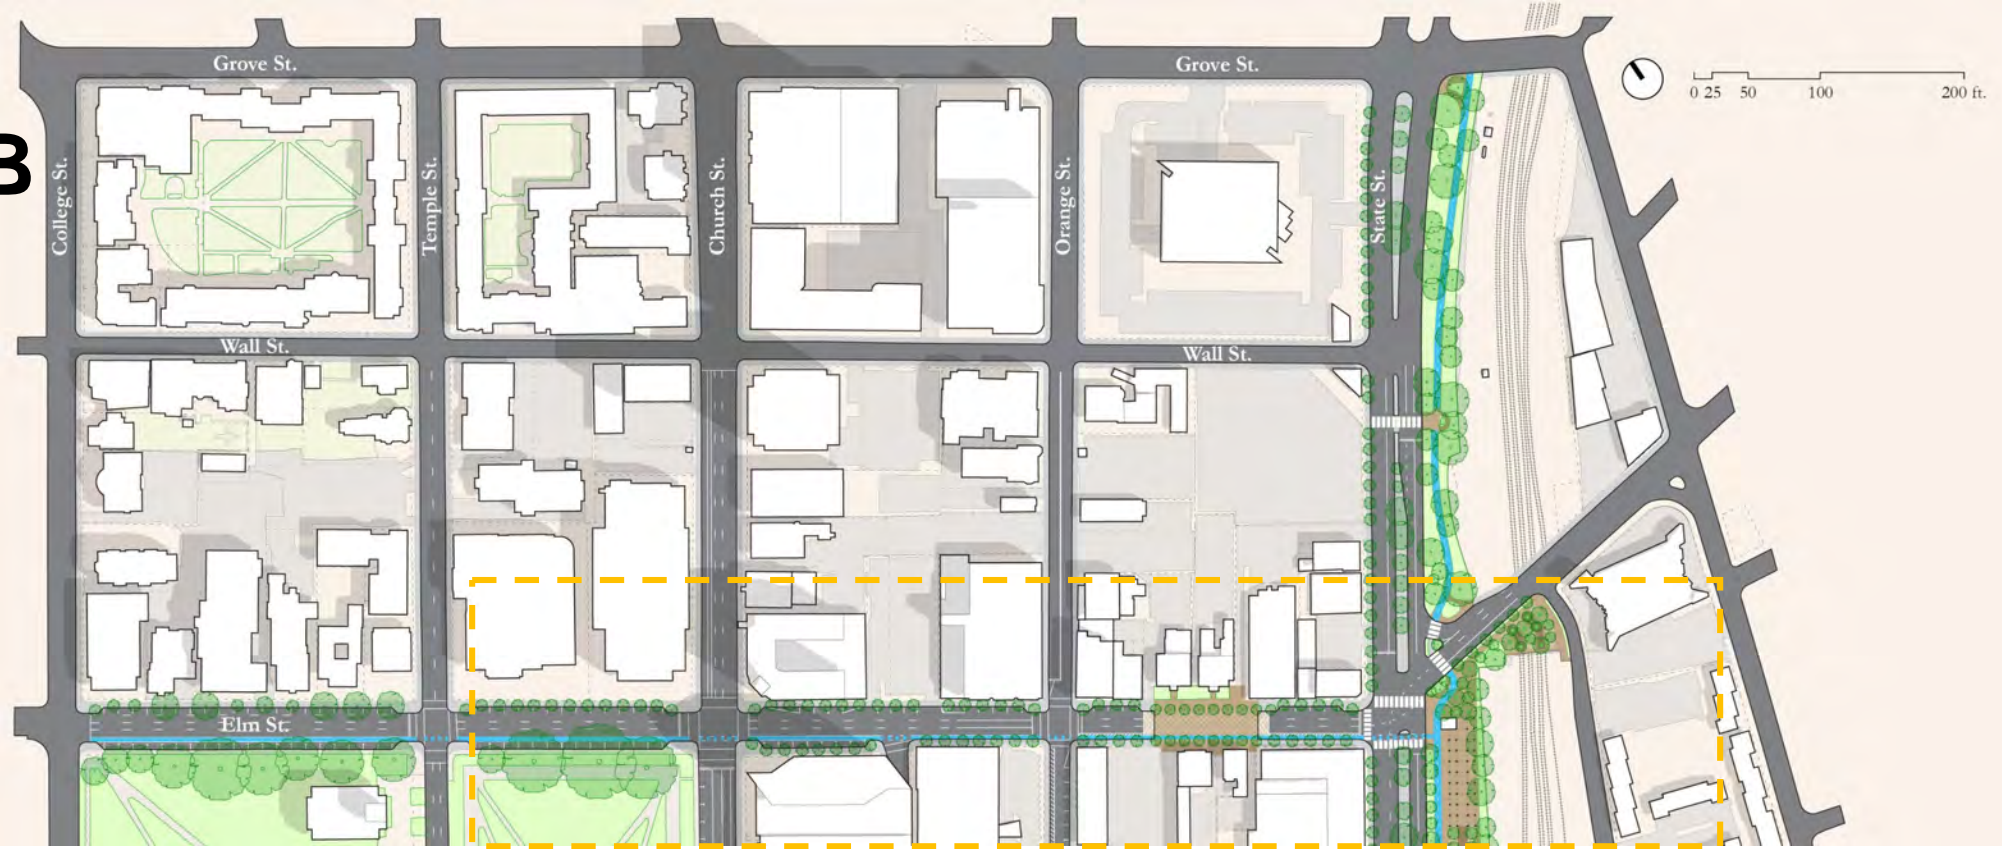 Grove St.
Grove St.
0 25 50 100 200 ft.
B
College St.
Temple St.
Church St.
Orange St.
State St.
Wall St.
Wall St.
Elm St.